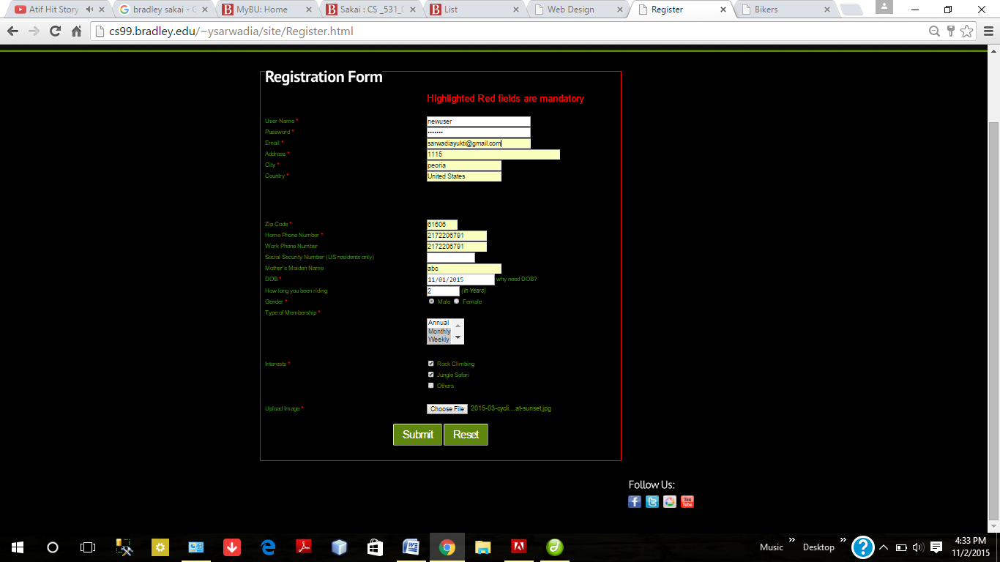 Atif Hit Story
bradley sakai - G
MyBU: Home
Sakai : CS _531_0
List
Web Design
Register
Bikers
cs99.bradley.edu/~ysarwadia/site/Register.html
Registration Form
Highlighted Red fields are mandatory
User Name * newuser
Password * •••••••
Email * sarwadiayukti@gmail.com
Address * 1115
City * peoria
Country * United States
Zip Code * 61606
Home Phone Number * 2172206791
Work Phone Number 2172206791
Social Security Number (US residents only)
Mother's Maiden Name abc
DOB * 11/01/2015 why need DOB?
How long you been riding 2 (In Years)
Gender * Male Female
Type of Membership *
Annual
Monthly
Weekly
Interests * Rock Climbing
Jungle Safari
Others
Upload Image * Choose File 2015-03-cycli...at-sunset.jpg
Submit Reset
Follow Us:
You Tube
Music » Desktop » 4:33 PM
11/2/2015